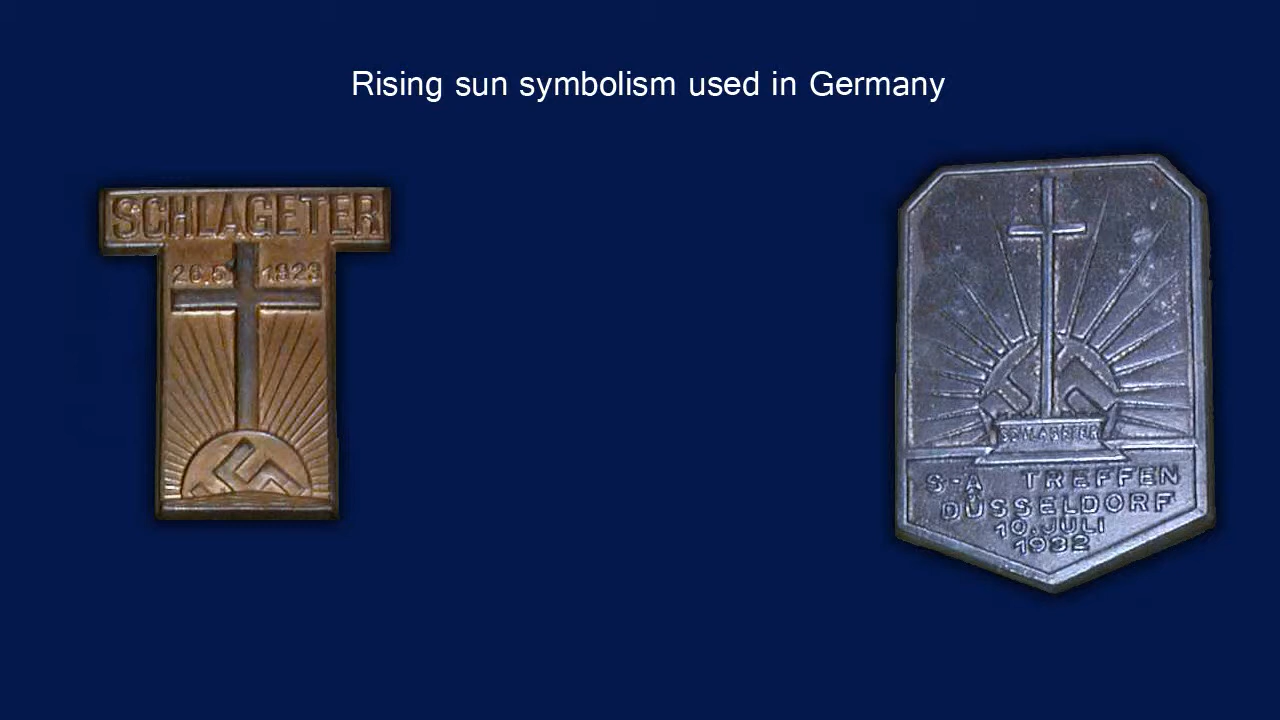 Rising sun symbolism used in Germany
SCHLAGETER
26.5 1923
SCHLAGETER
S-A TREFFEN
DÜSSELDORF
10. JULI
1932